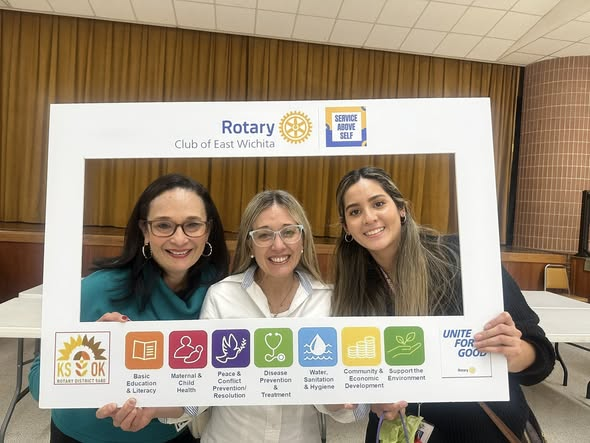 Rotary
Club of East Wichita
SERVICE
ABOVE
SELF
KS OK
ROTARY DISTRICT 5680
Basic
Education
& Literacy
Maternal &
Child
Health
Peace &
Conflict
Prevention/
Resolution
Disease
Prevention
&
Treatment
Water,
Sanitation
& Hygiene
Community
& Economic
Development
Support the
Environment
UNITE
FOR
GOOD
Rotary